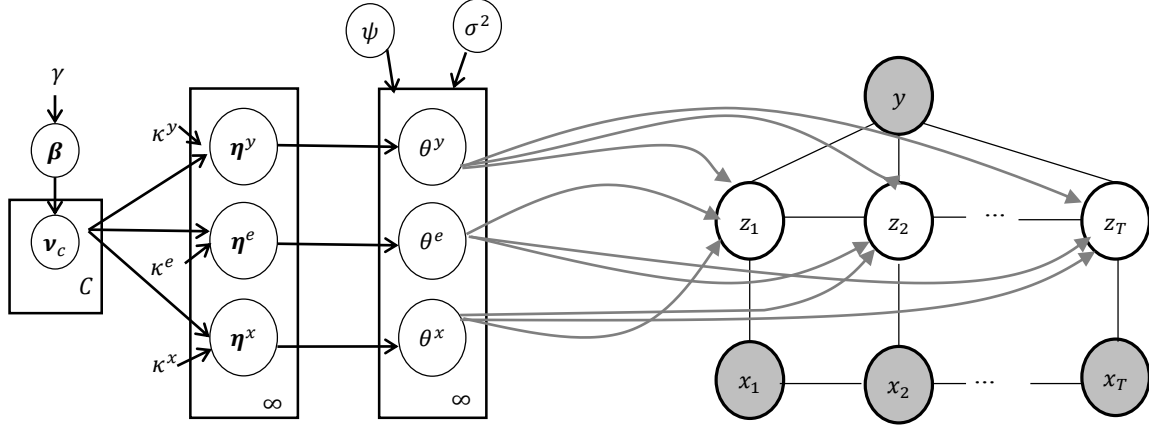 ψ
σ²
γ
κ^y
η^y
θ^y
y
β
ν_c
C
κ^e
η^e
θ^e
z_1
z_2
...
z_T
κ^x
η^x
θ^x
x_1
x_2
...
x_T
∞
∞